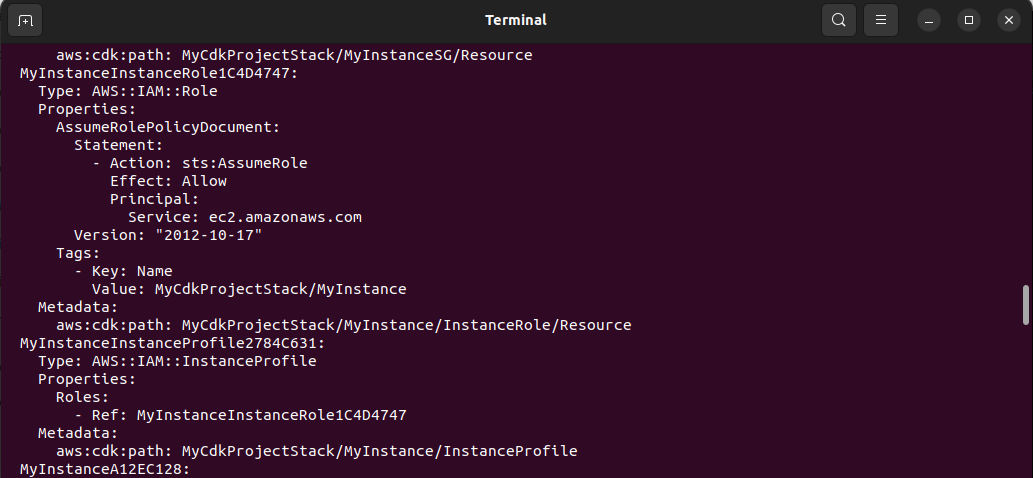 Terminal
aws:cdk:path: MyCdkProjectStack/MyInstanceSG/Resource
MyInstanceInstanceRole1C4D4747:
Type: AWS::IAM::Role
Properties:
AssumeRolePolicyDocument:
Statement:
- Action: sts:AssumeRole
Effect: Allow
Principal:
Service: ec2.amazonaws.com
Version: "2012-10-17"
Tags:
- Key: Name
Value: MyCdkProjectStack/MyInstance
Metadata:
aws:cdk:path: MyCdkProjectStack/MyInstance/InstanceRole/Resource
MyInstanceInstanceProfile2784C631:
Type: AWS::IAM::InstanceProfile
Properties:
Roles:
- Ref: MyInstanceInstanceRole1C4D4747
Metadata:
aws:cdk:path: MyCdkProjectStack/MyInstance/InstanceProfile
MyInstanceA12EC128: